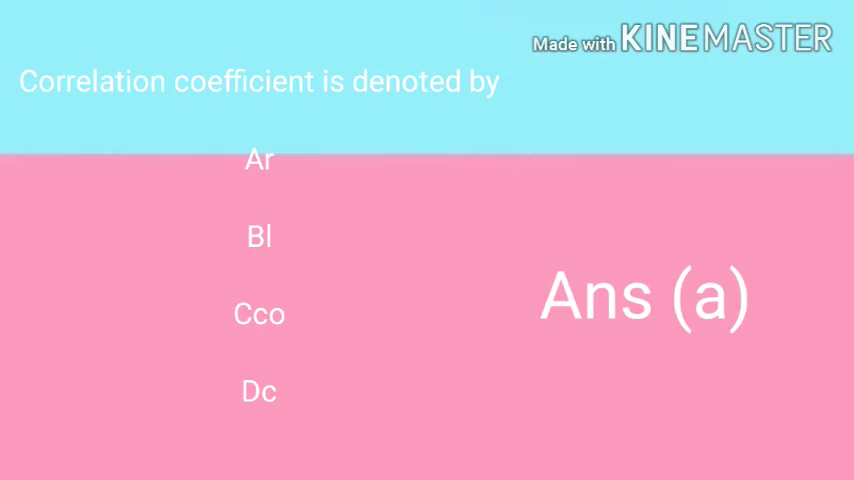 Made with KINEMASTER
Correlation coefficient is denoted by
Ar
Bl
Cco
Dc
Ans (a)